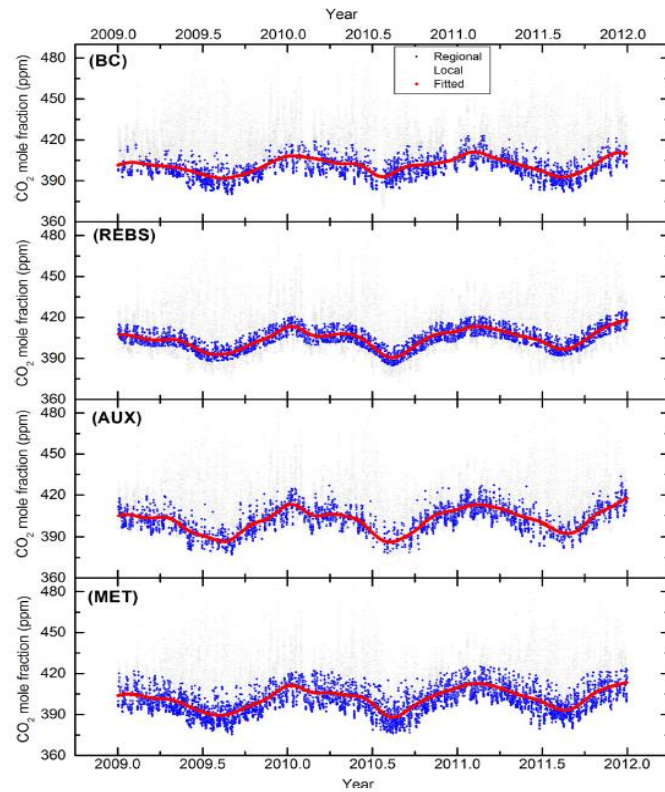 Year
2009.0 2009.5 2010.0 2010.5 2011.0 2011.5 2012.0
480
(BC)
Regional
Local
Fitted
450
420
390
360
CO2 mole fraction (ppm)
480
(REBS)
450
420
390
360
CO2 mole fraction (ppm)
480
(AUX)
450
420
390
360
CO2 mole fraction (ppm)
480
(MET)
450
420
390
360
CO2 mole fraction (ppm)
2009.0 2009.5 2010.0 2010.5 2011.0 2011.5 2012.0
Year